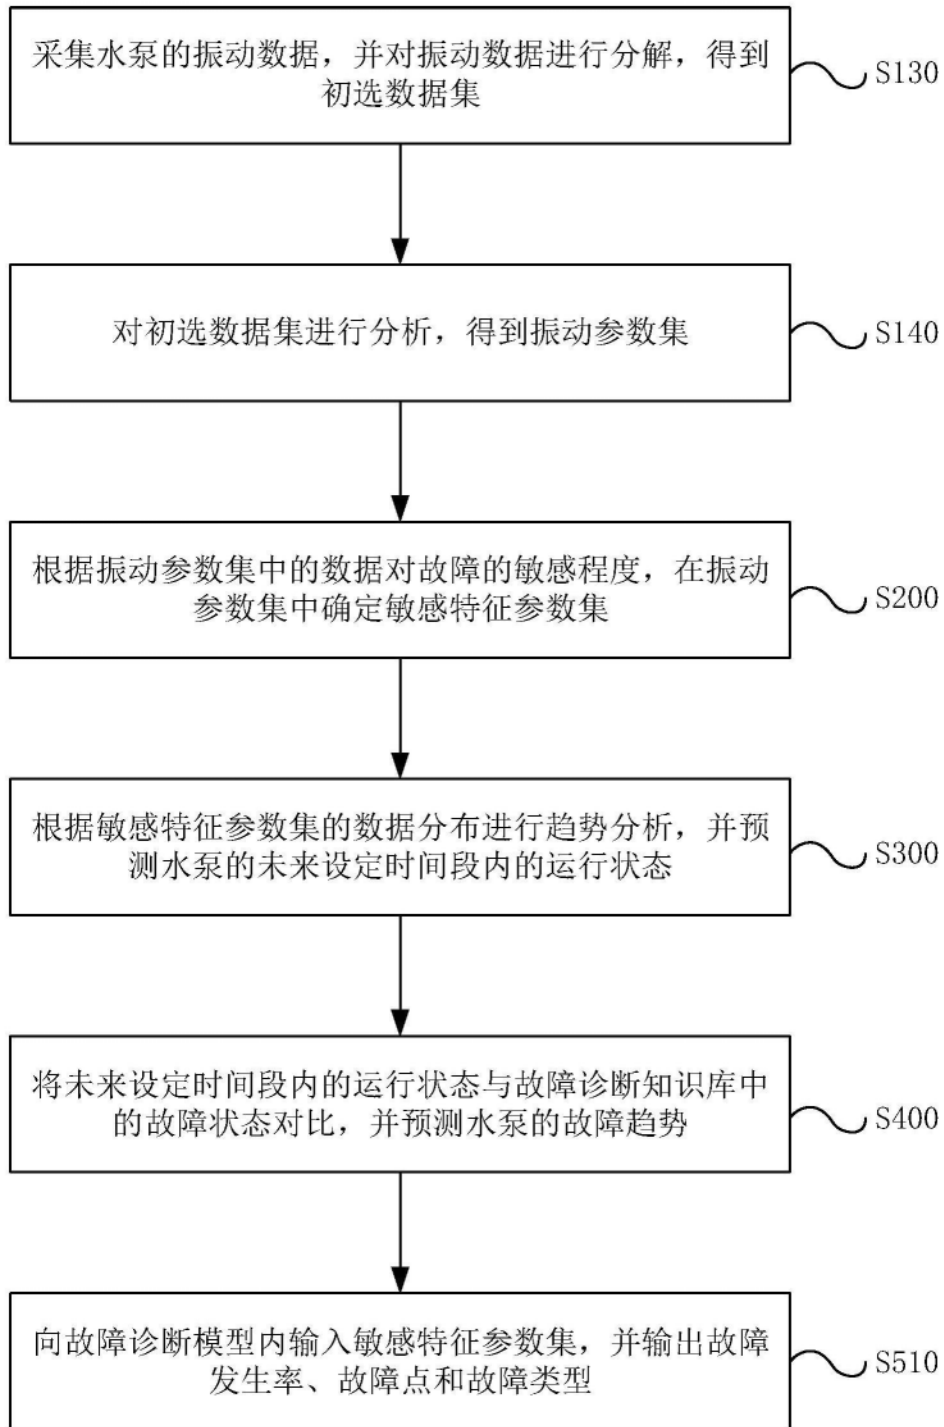 采集水泵的振动数据，并对振动数据进行分解，得到
初选数据集
S130
对初选数据集进行分析，得到振动参数集
S140
根据振动参数集中的数据对故障的敏感程度，在振动
参数集中确定敏感特征参数集
S200
根据敏感特征参数集的数据分布进行趋势分析，并预
测水泵的未来设定时间段内的运行状态
S300
将未来设定时间段内的运行状态与故障诊断知识库中
的故障状态对比，并预测水泵的故障趋势
S400
向故障诊断模型内输入敏感特征参数集，并输出故障
发生率、故障点和故障类型
S510